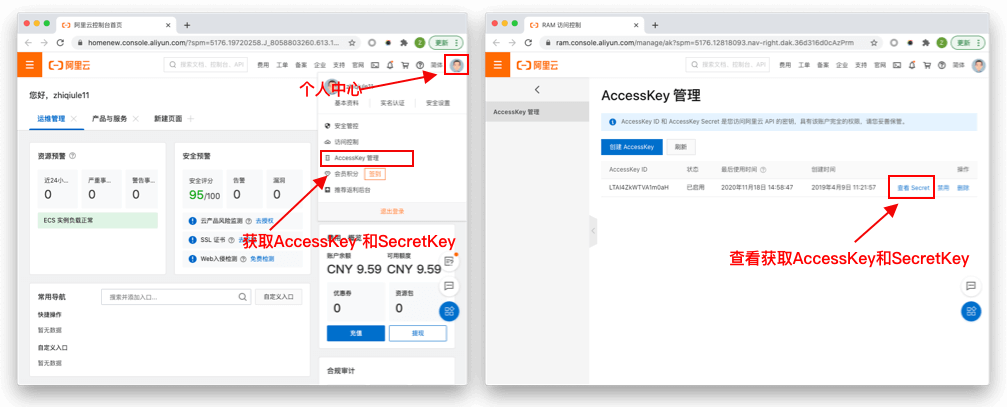 阿里云控制台首页
homenew.console.aliyun.com/?spm=5176.19720258.J_8058803260.613.1...
更新
阿里云
搜索文档、控制台、API
费用 工单 备案 企业 支持 官网 简体
个人中心
您好，zhiqiule11
运维管理 产品与服务 新建页面
基本资料 实名认证 安全设置
安全管控
访问控制
AccessKey 管理
会员积分 签到
推荐返利后台
退出登录
资源预警
近24小... 严重事... 警告事...
0 0 0
ECS 实例负载正常
安全预警
安全评分 告警 漏洞
95/100 0 0
云产品风险监测 去授权
SSL 证书
Web入侵检测 免费检测
获取AccessKey 和SecretKey
账户余额 可用额度
CNY 9.59 CNY 9.59
优惠券 资源包
0 0
充值 提现
合规审计
常用导航
搜索并添加入口...
自定义入口
快捷操作
暂无数据
自定义入口
暂无数据
RAM 访问控制
ram.console.aliyun.com/manage/ak?spm=5176.12818093.nav-right.dak.36d316d0cAzPrm
更新
阿里云
搜索文档、控制台、API
费用 工单 备案 企业 支持 官网 简体
AccessKey 管理
AccessKey 管理
AccessKey ID 和 AccessKey Secret 是您访问阿里云 API 的密钥，具有该账户完全的权限，请您妥善保管。
创建 AccessKey 刷新
AccessKey ID 状态 最后使用时间 创建时间 操作
LTAI4ZkWTVA1m0aH 已启用 2020年11月18日 14:58:47 2019年4月9日 11:21:57 查看 Secret 禁用 删除
查看获取AccessKey和SecretKey